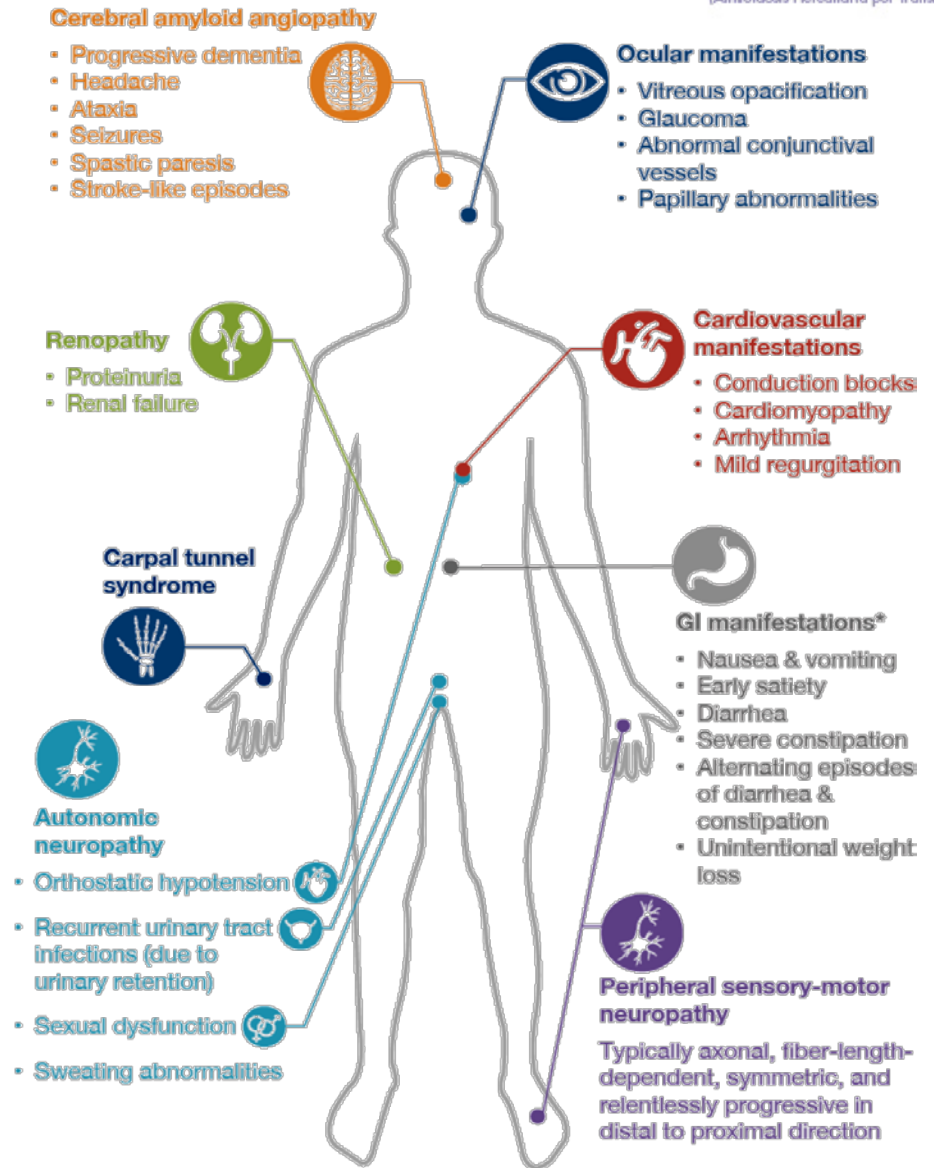 Cerebral amyloid angiopathy
• Progressive dementia
• Headache
• Ataxia
• Seizures
• Spastic paresis
• Stroke-like episodes
Ocular manifestations
• Vitreous opacification
• Glaucoma
• Abnormal conjunctival
vessels
• Papillary abnormalities
Renopathy
• Proteinuria
• Renal failure
Cardiovascular
manifestations
• Conduction blocks
• Cardiomyopathy
• Arrhythmia
• Mild regurgitation
Carpal tunnel
syndrome
GI manifestations*
• Nausea & vomiting
• Early satiety
• Diarrhea
• Severe constipation
• Alternating episodes
of diarrhea &
constipation
• Unintentional weight
loss
Autonomic
neuropathy
• Orthostatic hypotension
• Recurrent urinary tract
infections (due to
urinary retention)
• Sexual dysfunction
• Sweating abnormalities
Peripheral sensory-motor
neuropathy
Typically axonal, fiber-length-
dependent, symmetric, and
relentlessly progressive in
distal to proximal direction